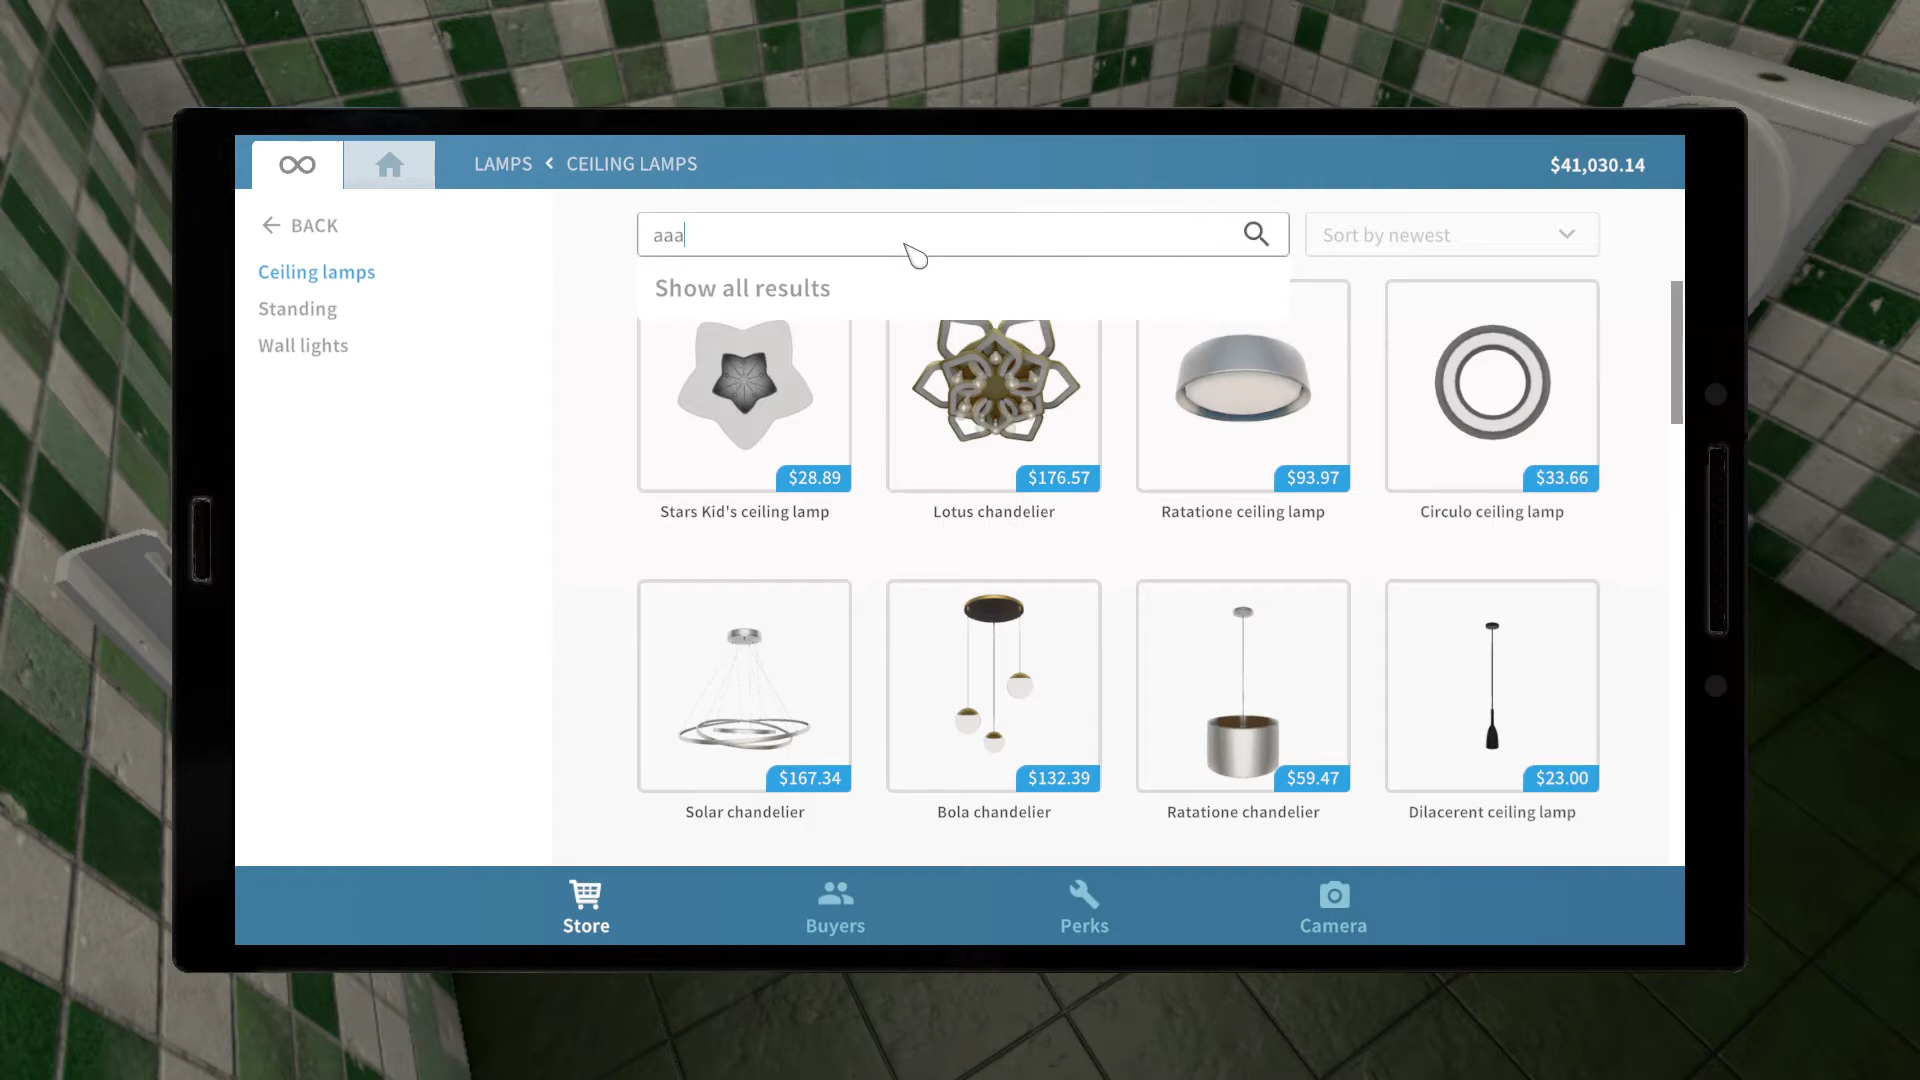 LAMPS < CEILING LAMPS
$41,030.14
BACK
Ceiling lamps
Standing
Wall lights
aaa
Sort by newest
Show all results
$28.89
$176.57
$93.97
$33.66
Stars Kid's ceiling lamp
Lotus chandelier
Ratatione ceiling lamp
Circulo ceiling lamp
$167.34
$132.39
$59.47
$23.00
Solar chandelier
Bola chandelier
Ratatione chandelier
Dilacerent ceiling lamp
Store
Buyers
Perks
Camera